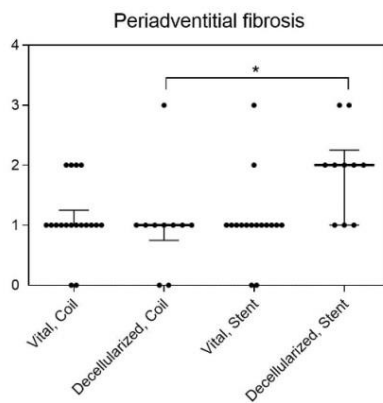 Periadventitial fibrosis
4
*
3
2
1
0
Vital, Coil
Decellularized, Coil
Vital, Stent
Decellularized, Stent